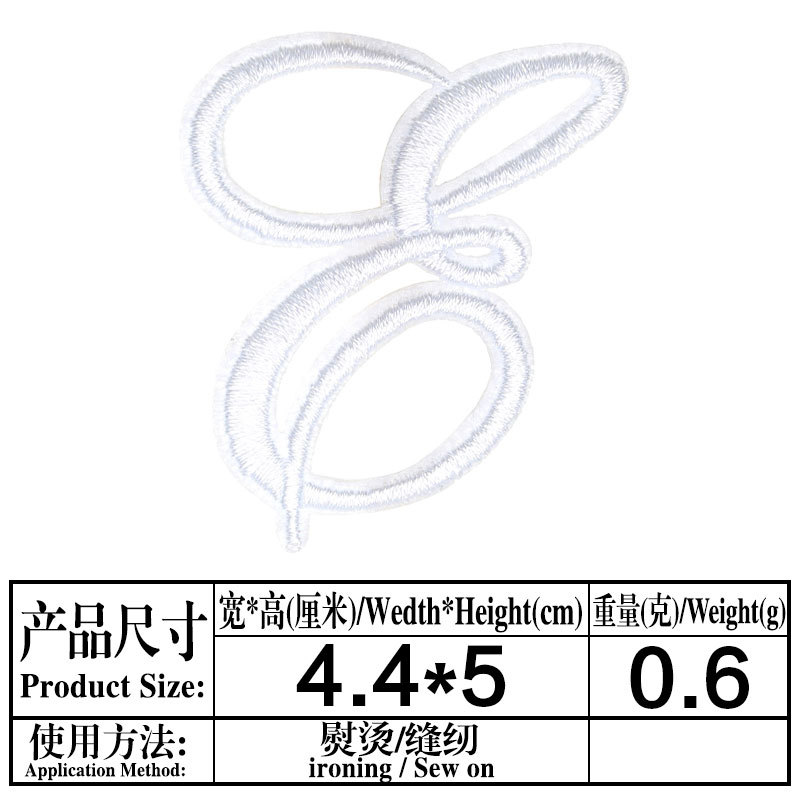 E
产品尺寸
Product Size:
宽*高(厘米)/Wedth*Height(cm)
重量(克)/Weight(g)
4.4*5
0.6
使用方法:
Application Method:
熨烫/缝纫
ironing / Sew on